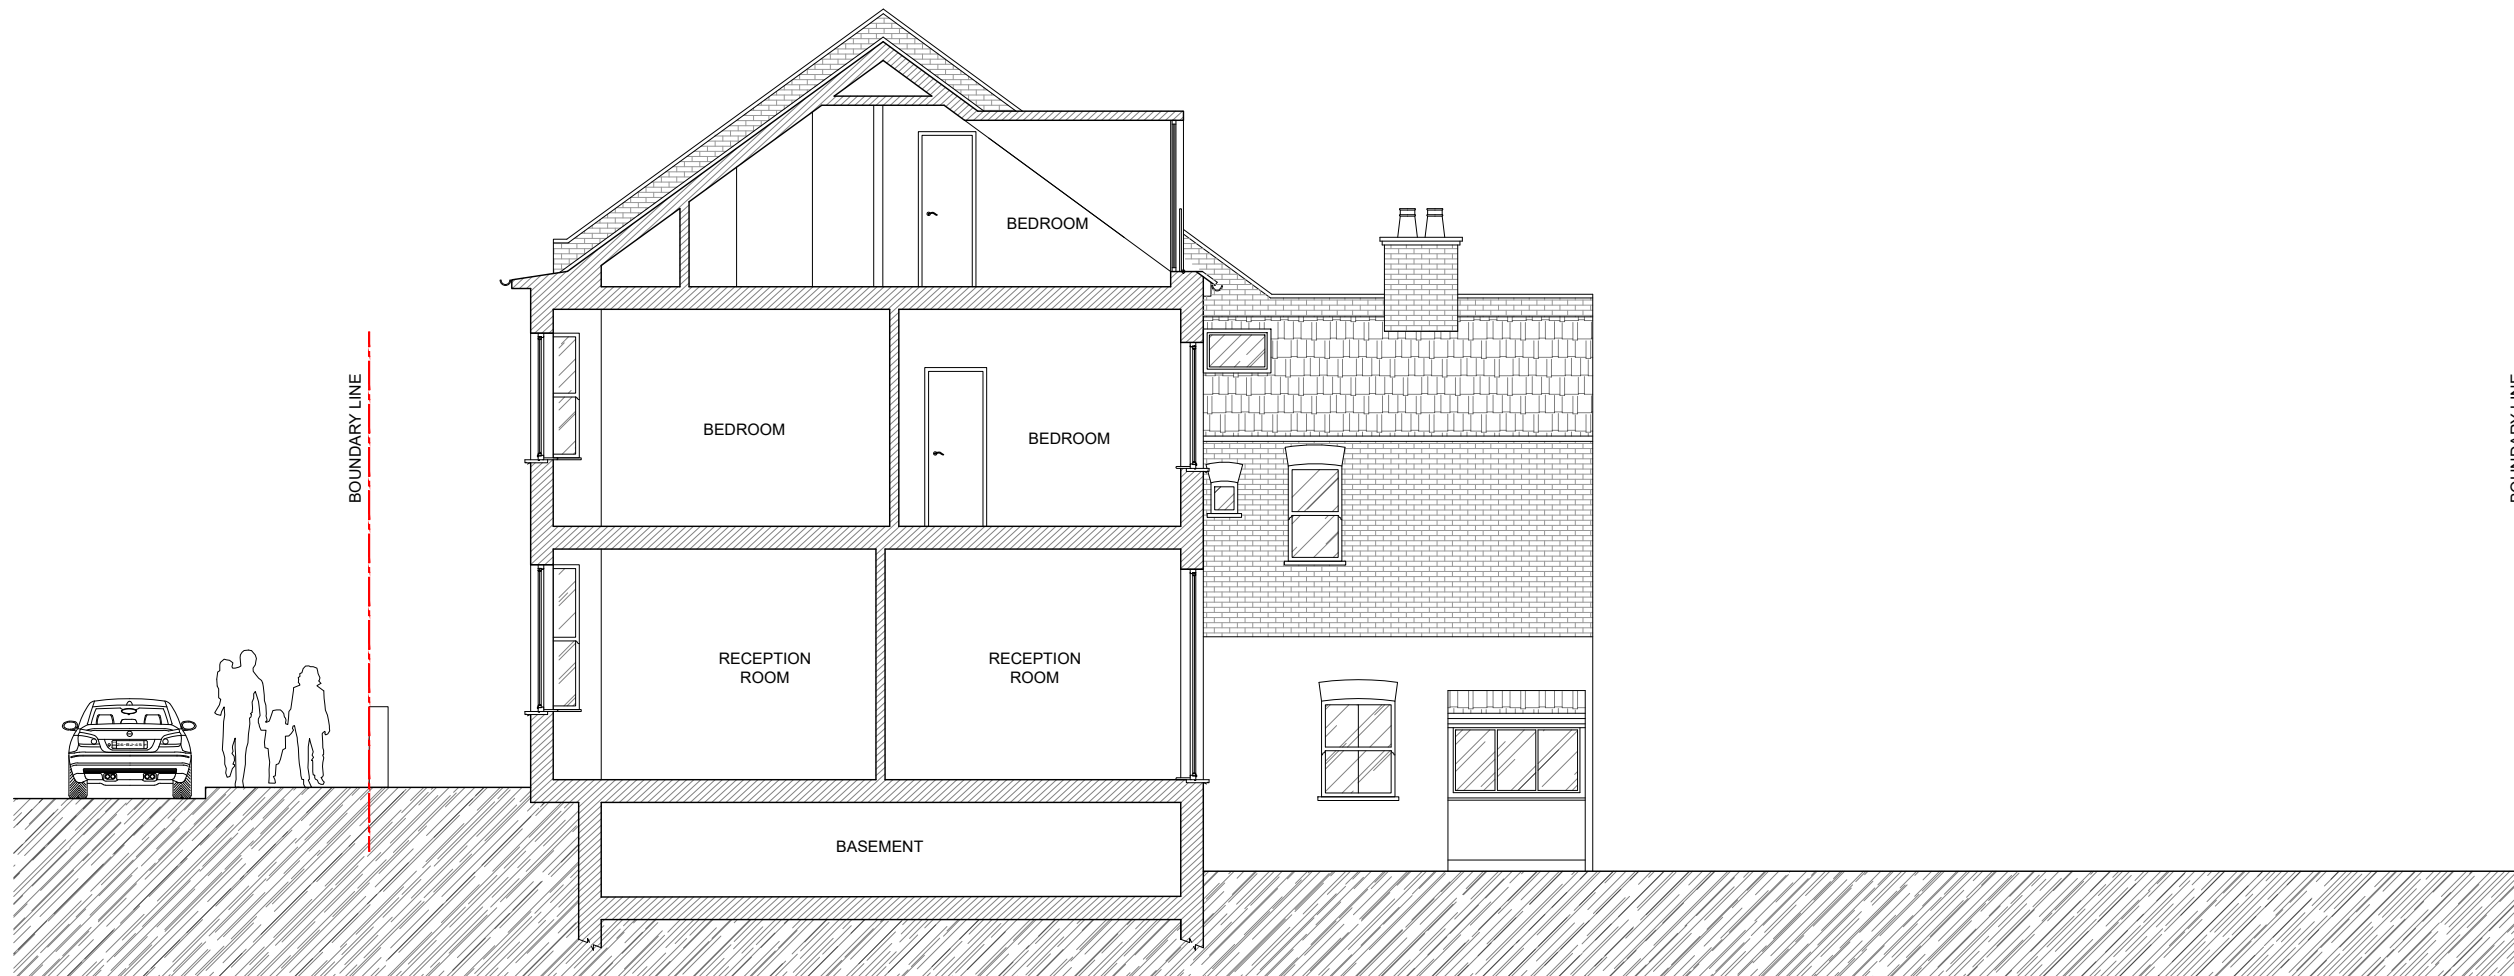 BEDROOM
BOUNDARY LINE
BEDROOM
BEDROOM
RECEPTION
ROOM
RECEPTION
ROOM
BASEMENT